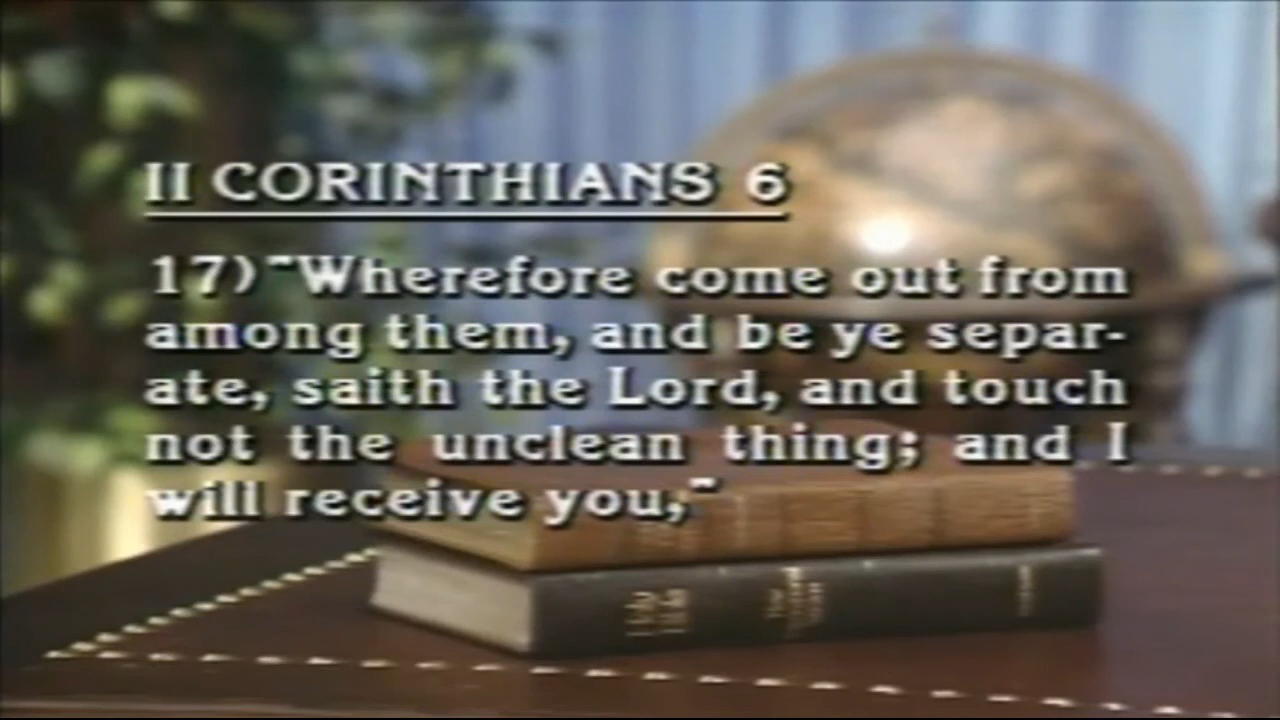 II CORINTHIANS 6
17) "Wherefore come out from
among them, and be ye separ-
ate, saith the Lord, and touch
not the unclean thing; and I
will receive you,"